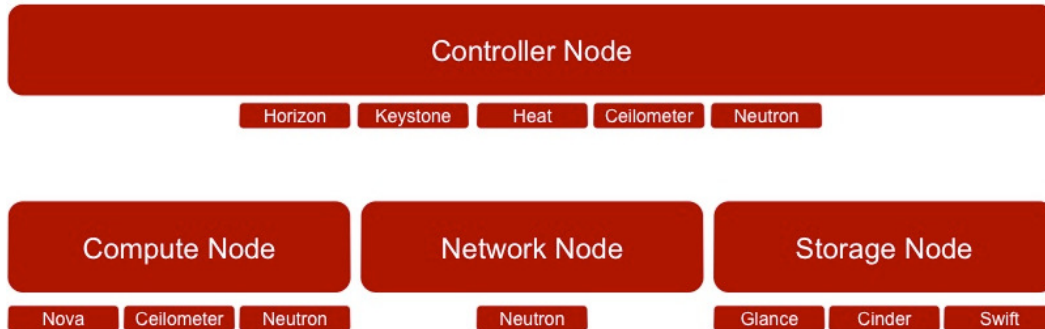 Controller Node
Horizon Keystone Heat Ceilometer Neutron
Compute Node Network Node Storage Node
Nova Ceilometer Neutron Neutron Glance Cinder Swift